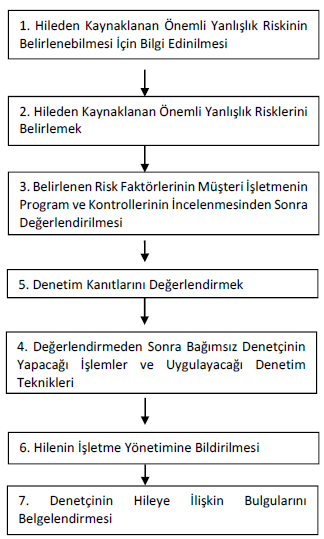 1. Hileden Kaynaklanan Önemli Yanlışlık Riskinin
Belirlenebilmesi İçin Bilgi Edinilmesi
2. Hileden Kaynaklanan Önemli Yanlışlık Risklerini
Belirlemek
3. Belirlenen Risk Faktörlerinin Müşteri İşletmenin
Program ve Kontrollerinin İncelenmesinden Sonra
Değerlendirilmesi
5. Denetim Kanıtlarını Değerlendirmek
4. Değerlendirmeden Sonra Bağımsız Denetçinin
Yapacağı İşlemler ve Uygulayacağı Denetim
Teknikleri
6. Hilenin İşletme Yönetimine Bildirilmesi
7. Denetçinin Hileye İlişkin Bulgularını
Belgelendirmesi